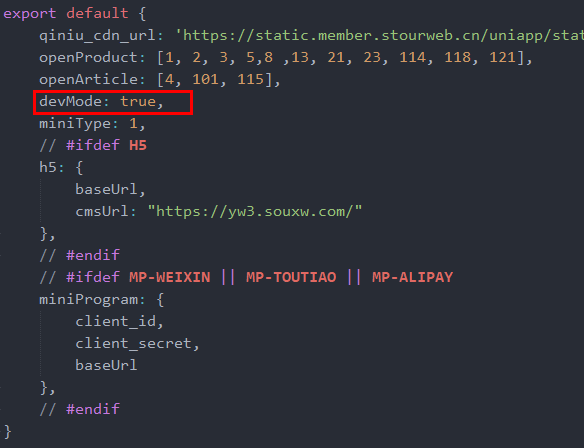 export default {
qiniu_cdn_url: 'https://static.member.stourweb.cn/uniapp/stat
openProduct: [1, 2, 3, 5,8 ,13, 21, 23, 114, 118, 121],
openArticle: [4, 101, 115],
devMode: true,
miniType: 1,
// #ifdef H5
h5: {
baseUrl,
cmsUrl: "https://yw3.souxw.com/"
},
// #endif
// #ifdef MP-WEIXIN || MP-TOUTIAO || MP-ALIPAY
miniProgram: {
client_id,
client_secret,
baseUrl
},
// #endif
}